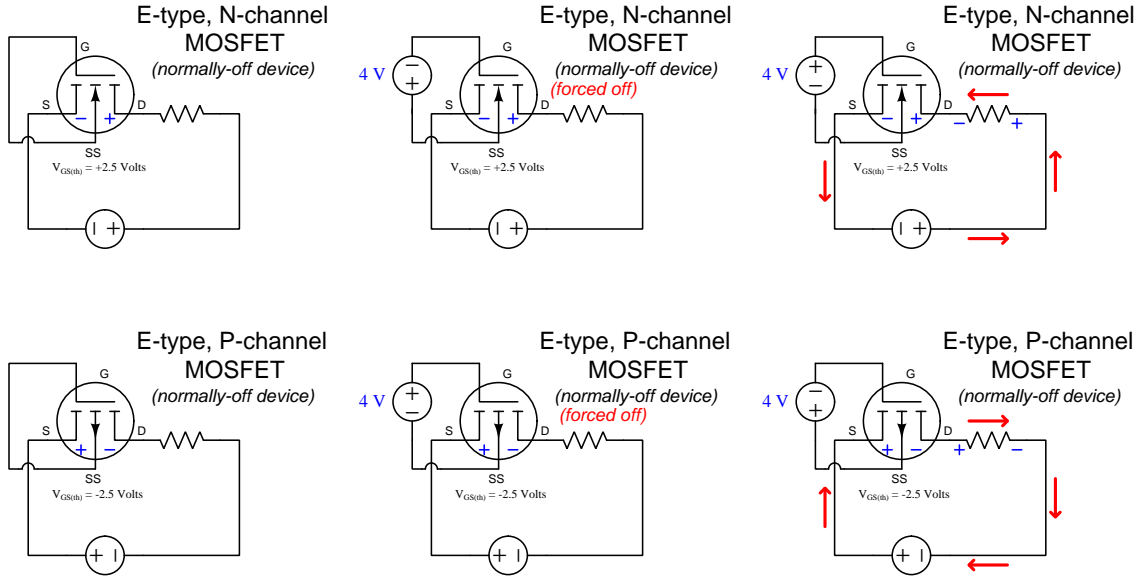 E-type, N-channel
MOSFET
(normally-off device)
G
S
D
− +
SS
VGS(th) = +2.5 Volts
− +
E-type, N-channel
MOSFET
(normally-off device)
(forced off)
4 V
−
+
G
S
D
− +
SS
VGS(th) = +2.5 Volts
− +
E-type, N-channel
MOSFET
(normally-off device)
4 V
+
−
G
S
D
− +
− +
SS
VGS(th) = +2.5 Volts
− +
E-type, P-channel
MOSFET
(normally-off device)
G
S
D
+ −
SS
VGS(th) = -2.5 Volts
+ −
E-type, P-channel
MOSFET
(normally-off device)
(forced off)
4 V
+
−
G
S
D
+ −
SS
VGS(th) = -2.5 Volts
+ −
E-type, P-channel
MOSFET
(normally-off device)
4 V
−
+
G
S
D
+ −
+ −
SS
VGS(th) = -2.5 Volts
+ −